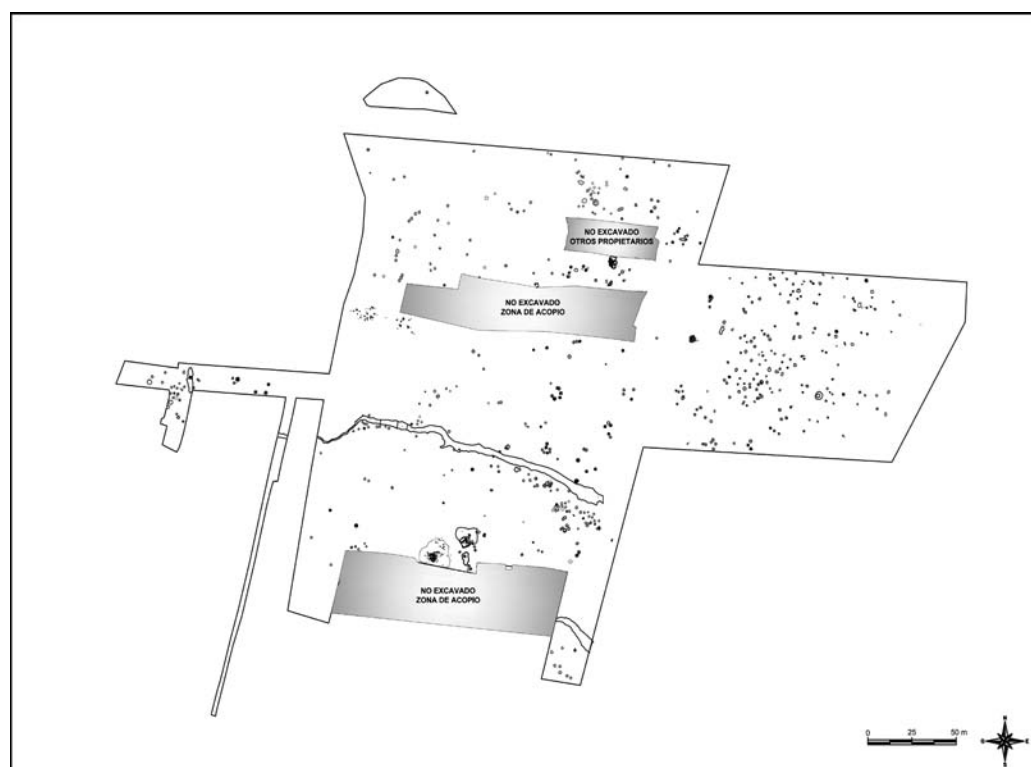 NO EXCAVADO
OTROS PROPIETARIOS
NO EXCAVADO
ZONA DE ACOPIO
NO EXCAVADO
ZONA DE ACOPIO
0 25 50 m
N
E
S